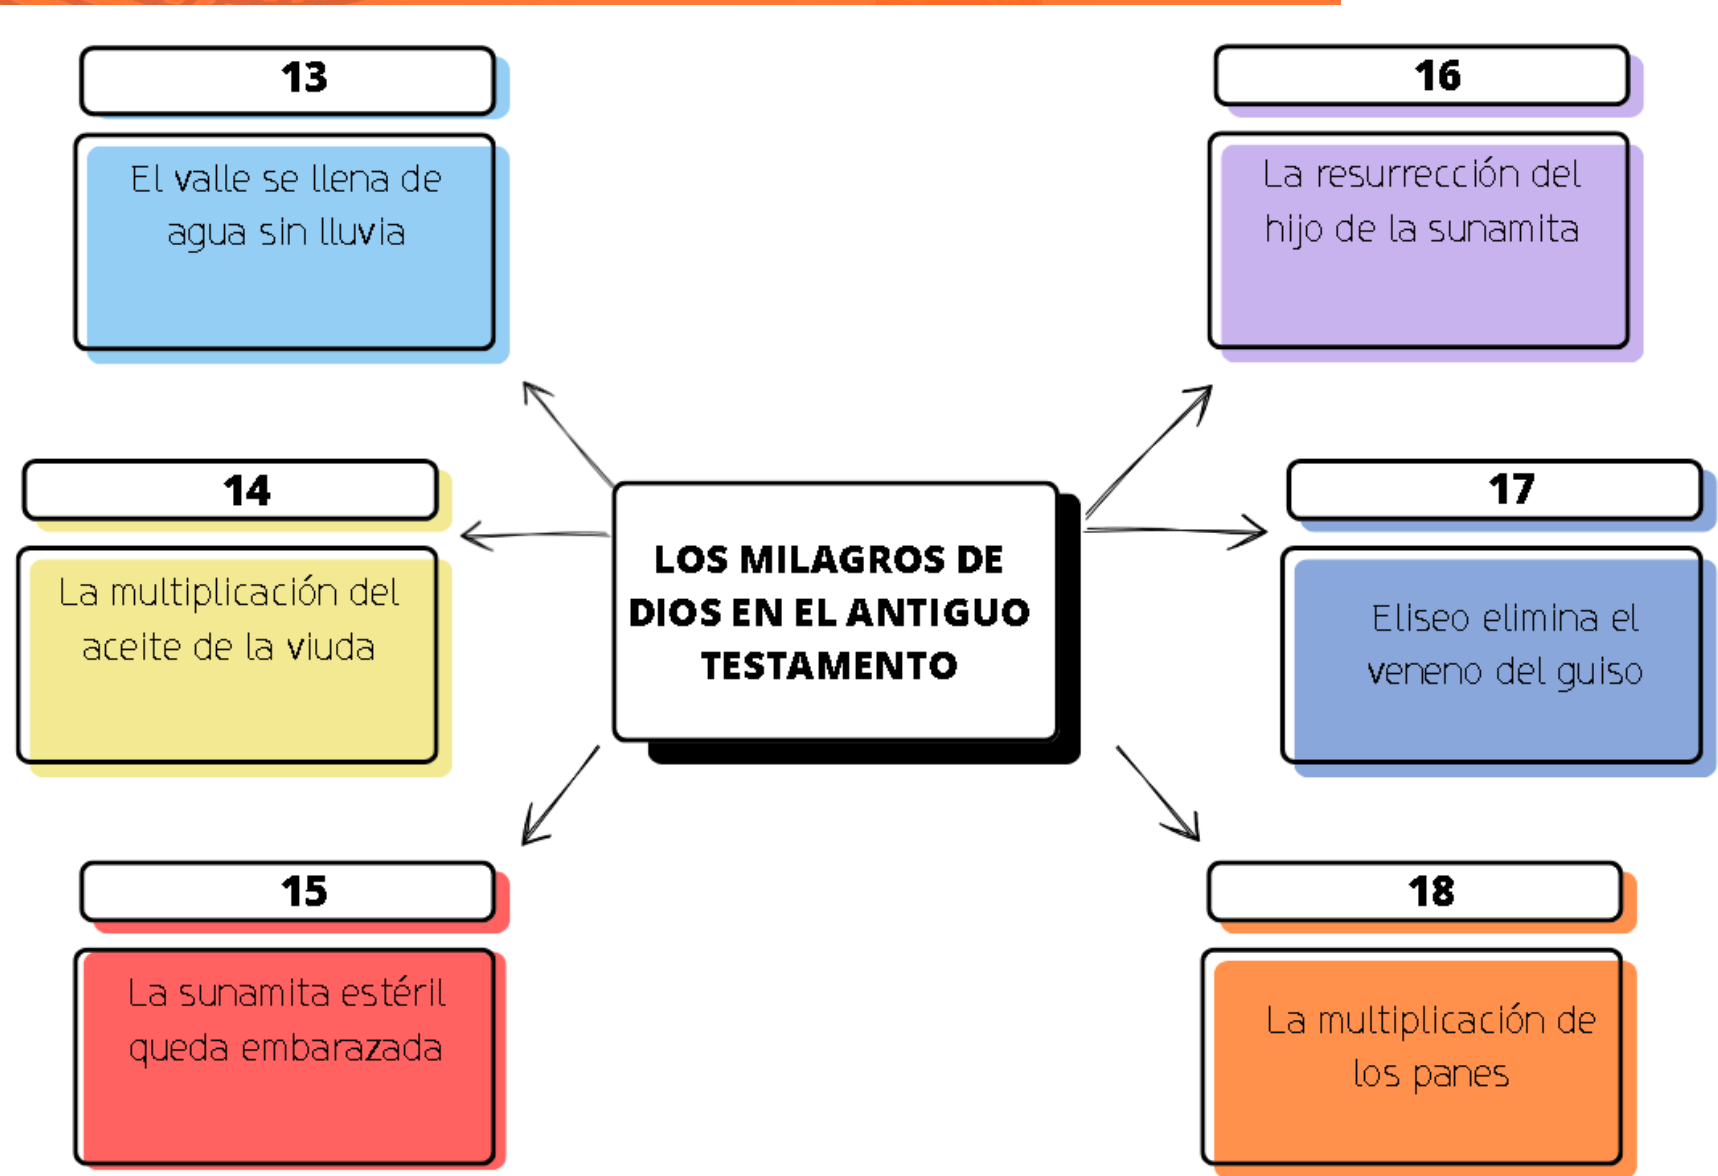 13
El valle se llena de
agua sin lluvia
14
La multiplicación del
aceite de la viuda
15
La sunamita estéril
queda embarazada
LOS MILAGROS DE
DIOS EN EL ANTIGUO
TESTAMENTO
16
La resurrección del
hijo de la sunamita
17
Eliseo elimina el
veneno del guiso
18
La multiplicación de
los panes